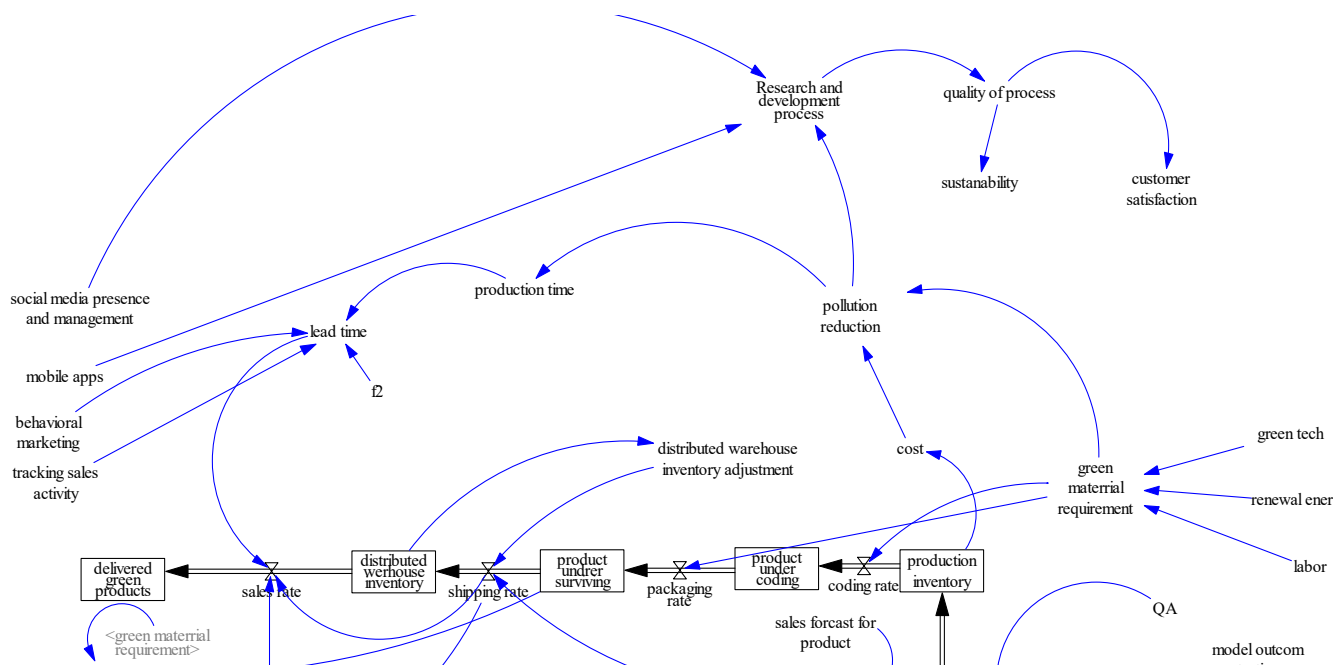 Research and
development
process
quality of process
sustanability
customer
satisfaction
social media presence
and management
production time
pollution
reduction
lead time
mobile apps
f2
behavioral
marketing
tracking sales
activity
distributed warehouse
inventory adjustment
cost
green
materrial
requirement
green tech
renewal ener
labor
delivered
green
products
sales rate
distributed
werhouse
inventory
shipping rate
product
undrer
surviving
packaging
rate
product
undrer
coding
coding rate
production
inventory
<green materrial
requirement>
sales forcast for
product
QA
model outcom